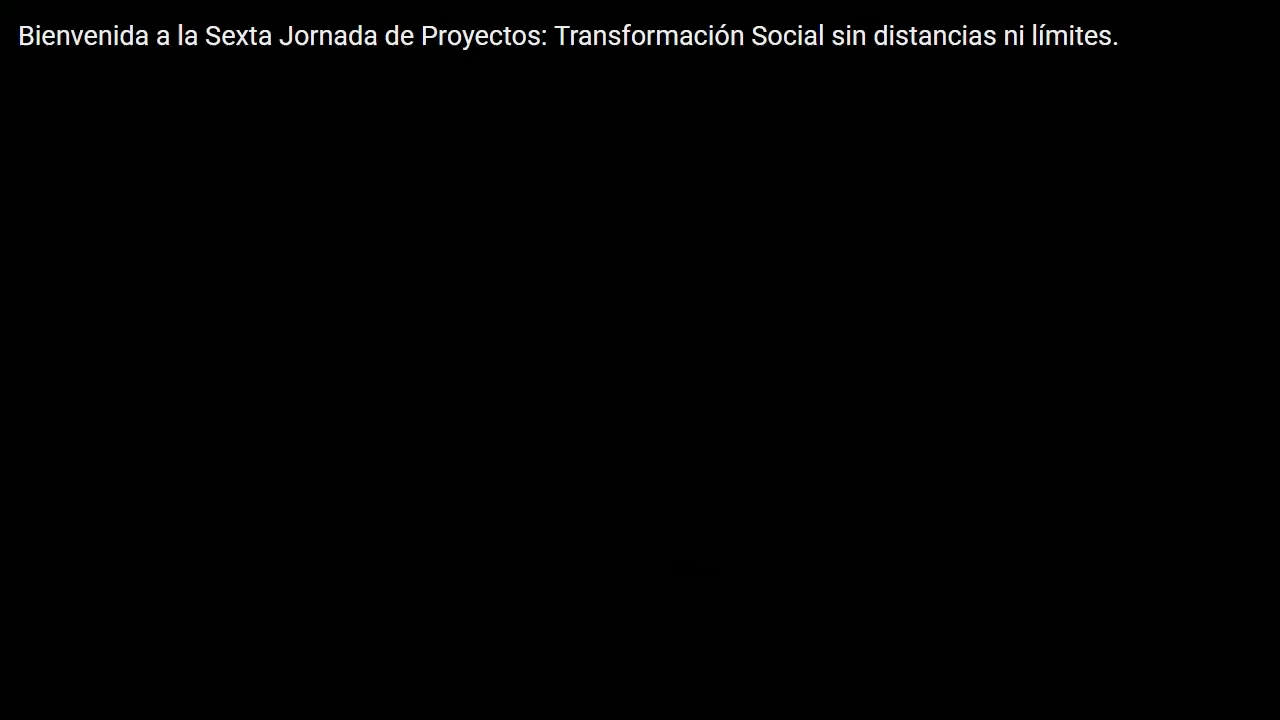 Bienvenida a la Sexta Jornada de Proyectos: Transformación Social sin distancias ni límites.